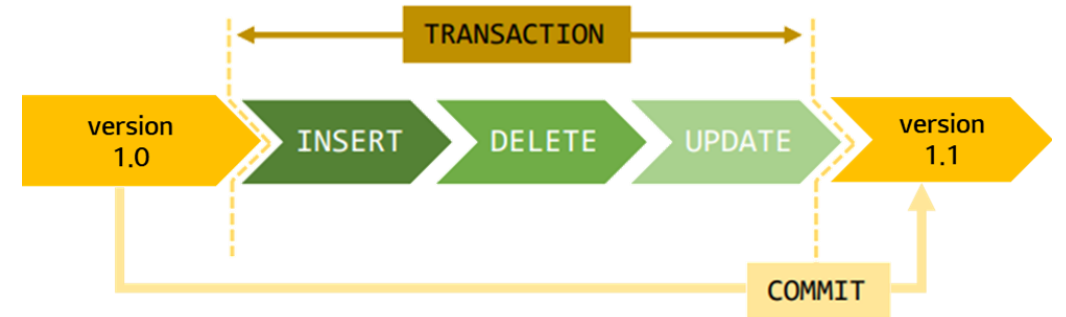 TRANSACTION
version
1.0
INSERT
DELETE
UPDATE
version
1.1
COMMIT